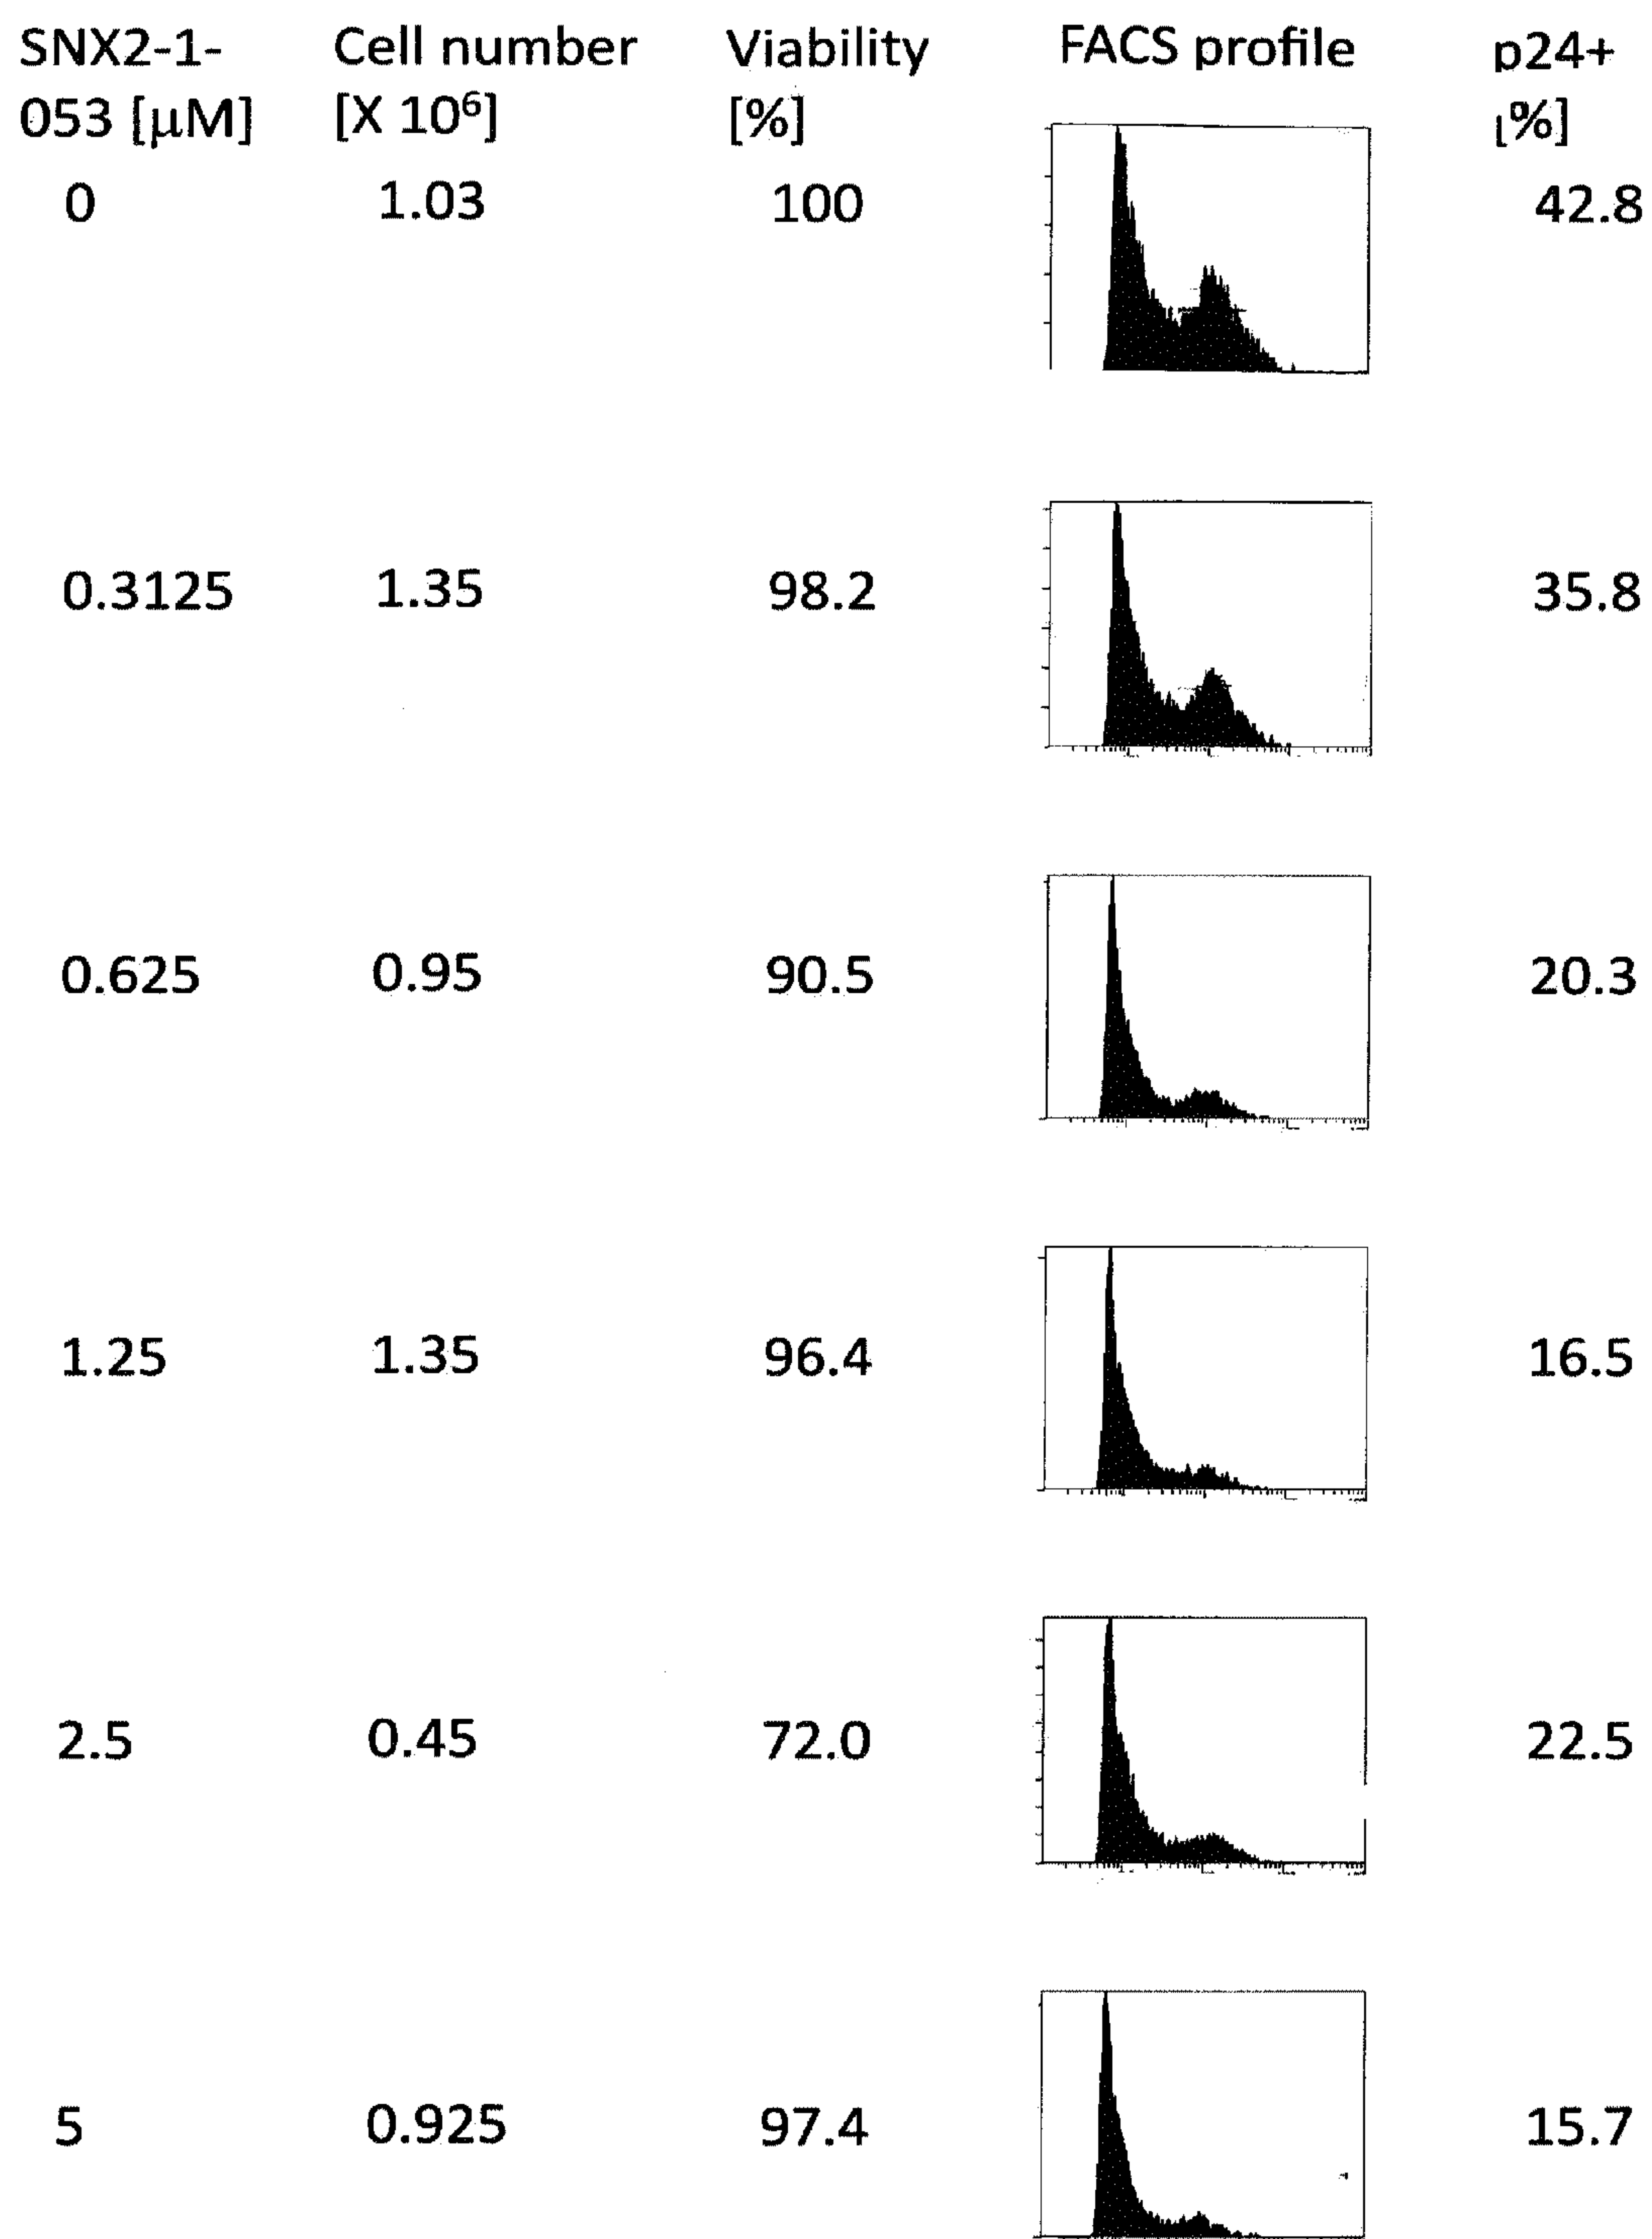 SNX2-1- Cell number Viability FACS profile p24+
053 [μM] [X 10⁶] [%] [%]
0 1.03 100 42.8
0.3125 1.35 98.2 35.8
0.625 0.95 90.5 20.3
1.25 1.35 96.4 16.5
2.5 0.45 72.0 22.5
5 0.925 97.4 15.7